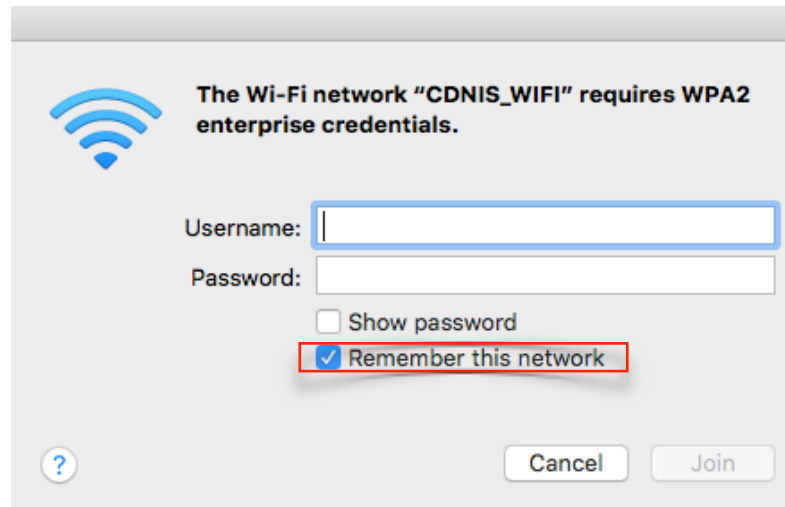 The Wi-Fi network “CDNIS_WIFI” requires WPA2
enterprise credentials.
Username:
Password:
Show password
Remember this network
? Cancel Join